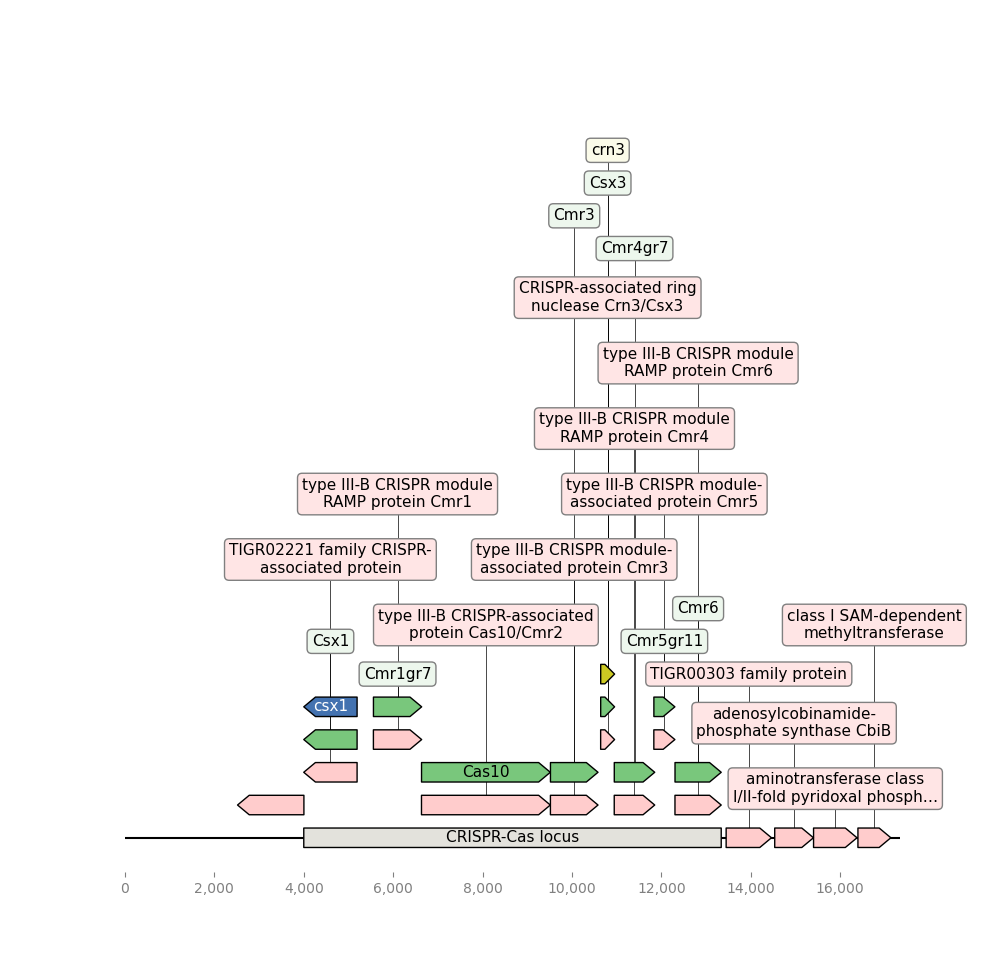 crn3
Csx3
Cmr3
Cmr4gr7
CRISPR-associated ring
nuclease Crn3/Csx3
type III-B CRISPR module
RAMP protein Cmr6
type III-B CRISPR module
RAMP protein Cmr4
type III-B CRISPR module
RAMP protein Cmr1
type III-B CRISPR module-
associated protein Cmr5
TIGR02221 family CRISPR-
associated protein
type III-B CRISPR module-
associated protein Cmr3
Cmr6
type III-B CRISPR-associated
protein Cas10/Cmr2
class I SAM-dependent
methyltransferase
Csx1
Cmr5gr11
Cmr1gr7
TIGR00303 family protein
csx1
adenosylcobinamide-
phosphate synthase CbiB
Cas10
aminotransferase class
I/II-fold pyridoxal phosph…
CRISPR-Cas locus
0 2,000 4,000 6,000 8,000 10,000 12,000 14,000 16,000